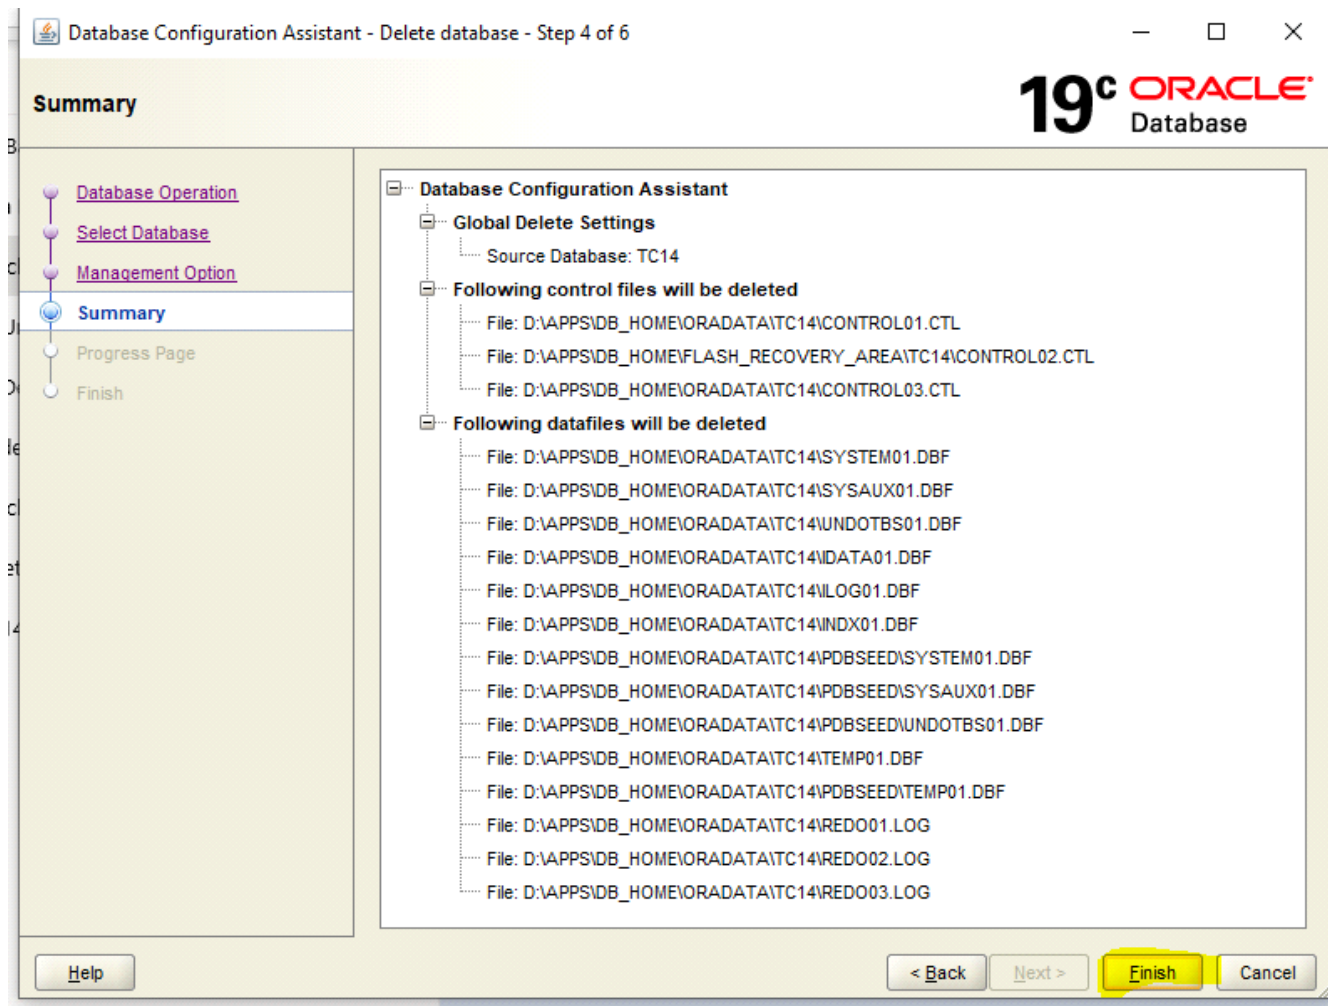 Database Configuration Assistant - Delete database - Step 4 of 6
Summary
19c ORACLE
Database
Database Operation
Select Database
Management Option
Summary
Progress Page
Finish
Database Configuration Assistant
Global Delete Settings
Source Database: TC14
Following control files will be deleted
File: D:\APPS\DB_HOME\ORADATA\TC14\CONTROL01.CTL
File: D:\APPS\DB_HOME\FLASH_RECOVERY_AREA\TC14\CONTROL02.CTL
File: D:\APPS\DB_HOME\ORADATA\TC14\CONTROL03.CTL
Following datafiles will be deleted
File: D:\APPS\DB_HOME\ORADATA\TC14\SYSTEM01.DBF
File: D:\APPS\DB_HOME\ORADATA\TC14\SYSAUX01.DBF
File: D:\APPS\DB_HOME\ORADATA\TC14\UNDOTBS01.DBF
File: D:\APPS\DB_HOME\ORADATA\TC14\IDATA01.DBF
File: D:\APPS\DB_HOME\ORADATA\TC14\ILOG01.DBF
File: D:\APPS\DB_HOME\ORADATA\TC14\INDX01.DBF
File: D:\APPS\DB_HOME\ORADATA\TC14\PDBSEED\SYSTEM01.DBF
File: D:\APPS\DB_HOME\ORADATA\TC14\PDBSEED\SYSAUX01.DBF
File: D:\APPS\DB_HOME\ORADATA\TC14\PDBSEED\UNDOTBS01.DBF
File: D:\APPS\DB_HOME\ORADATA\TC14\TEMP01.DBF
File: D:\APPS\DB_HOME\ORADATA\TC14\PDBSEED\TEMP01.DBF
File: D:\APPS\DB_HOME\ORADATA\TC14\REDO01.LOG
File: D:\APPS\DB_HOME\ORADATA\TC14\REDO02.LOG
File: D:\APPS\DB_HOME\ORADATA\TC14\REDO03.LOG
Help
< Back
Next >
Finish
Cancel